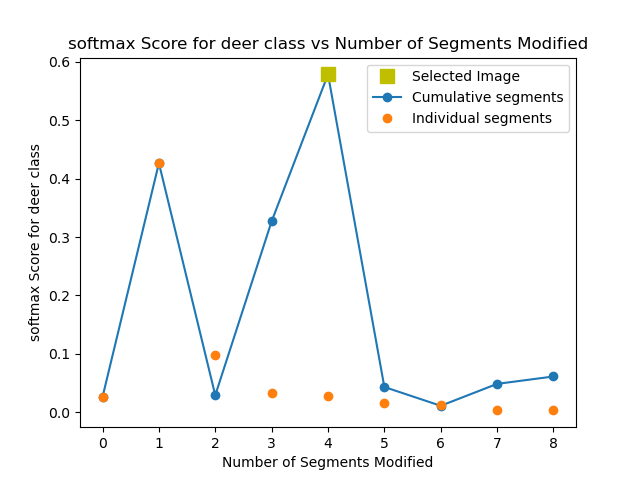 softmax Score for deer class vs Number of Segments Modified
Selected Image
Cumulative segments
Individual segments
softmax Score for deer class
0.6
0.5
0.4
0.3
0.2
0.1
0.0
0 1 2 3 4 5 6 7 8
Number of Segments Modified